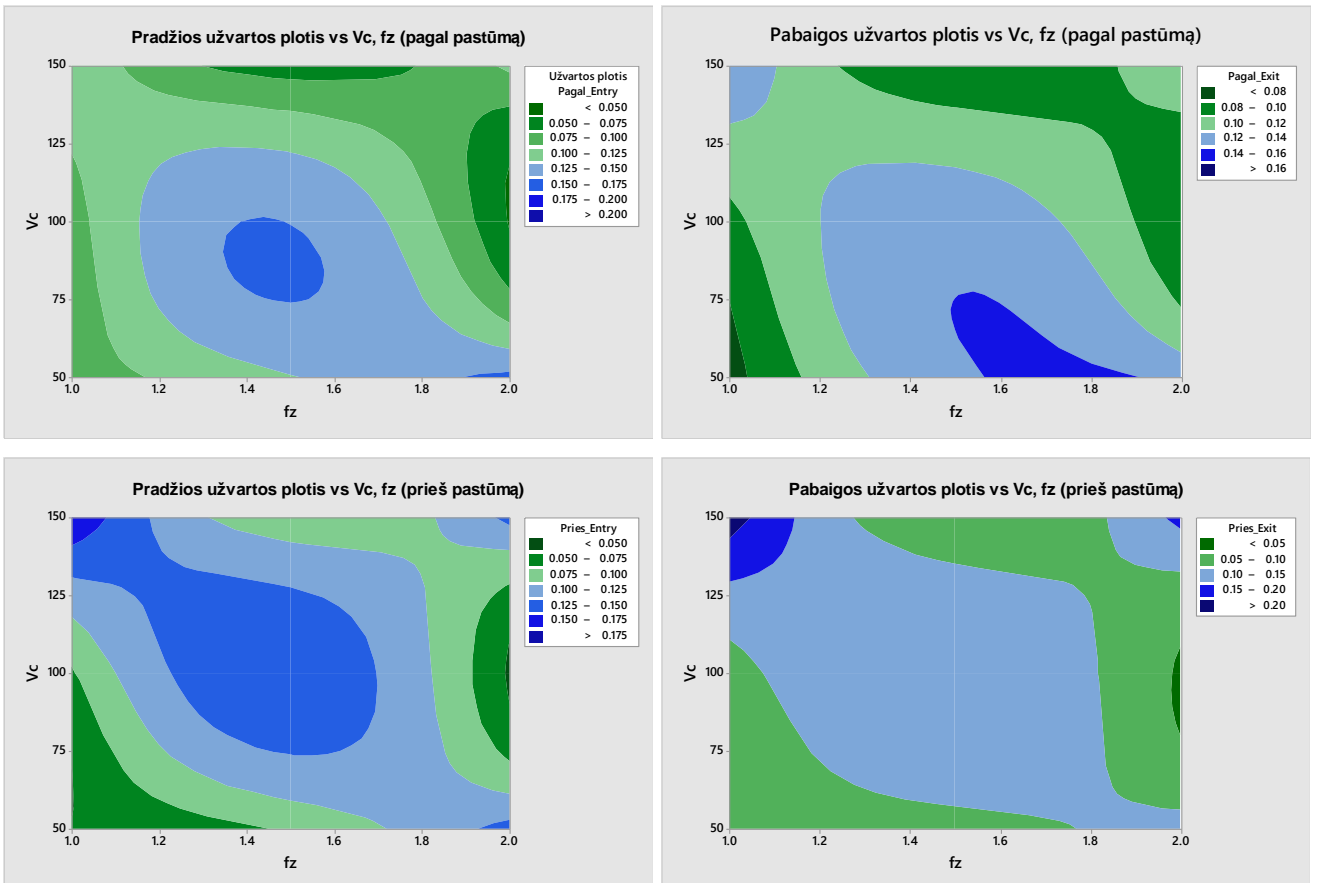 Pradžios užvartos plotis vs Vc, fz (pagal pastūmą)
Vc
150
125
100
75
50
1.0 1.2 1.4 1.6 1.8 2.0
fz
Užvartos plotis
Pagal_Entry
< 0.050
0.050 – 0.075
0.075 – 0.100
0.100 – 0.125
0.125 – 0.150
0.150 – 0.175
0.175 – 0.200
> 0.200
Pabaigos užvartos plotis vs Vc, fz (pagal pastūmą)
Vc
150
125
100
75
50
1.0 1.2 1.4 1.6 1.8 2.0
fz
Pagal_Exit
< 0.08
0.08 – 0.10
0.10 – 0.12
0.12 – 0.14
0.14 – 0.16
> 0.16
Pradžios užvartos plotis vs Vc, fz (prieš pastūmą)
Vc
150
125
100
75
50
1.0 1.2 1.4 1.6 1.8 2.0
fz
Pries_Entry
< 0.050
0.050 – 0.075
0.075 – 0.100
0.100 – 0.125
0.125 – 0.150
0.150 – 0.175
> 0.175
Pabaigos užvartos plotis vs Vc, fz (prieš pastūmą)
Vc
150
125
100
75
50
1.0 1.2 1.4 1.6 1.8 2.0
fz
Pries_Exit
< 0.05
0.05 – 0.10
0.10 – 0.15
0.15 – 0.20
> 0.20